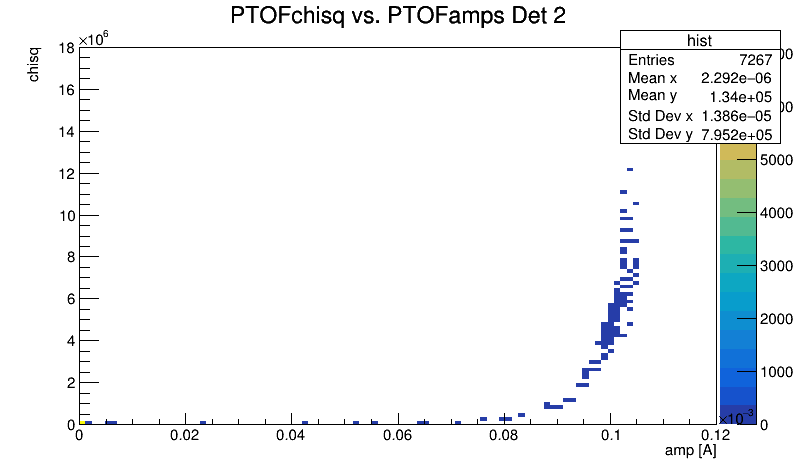 PTOFchisq vs. PTOFamps Det 2
×10⁶
chisq
hist
Entries 7267
Mean x 2.292e−06
Mean y 1.34e+05
Std Dev x 1.386e−05
Std Dev y 7.952e+05
18
16
14
12
10
8
6
4
2
0
5000
4000
3000
2000
1000
0
0 0.02 0.04 0.06 0.08 0.1 0.12
×10⁻³
amp [A]